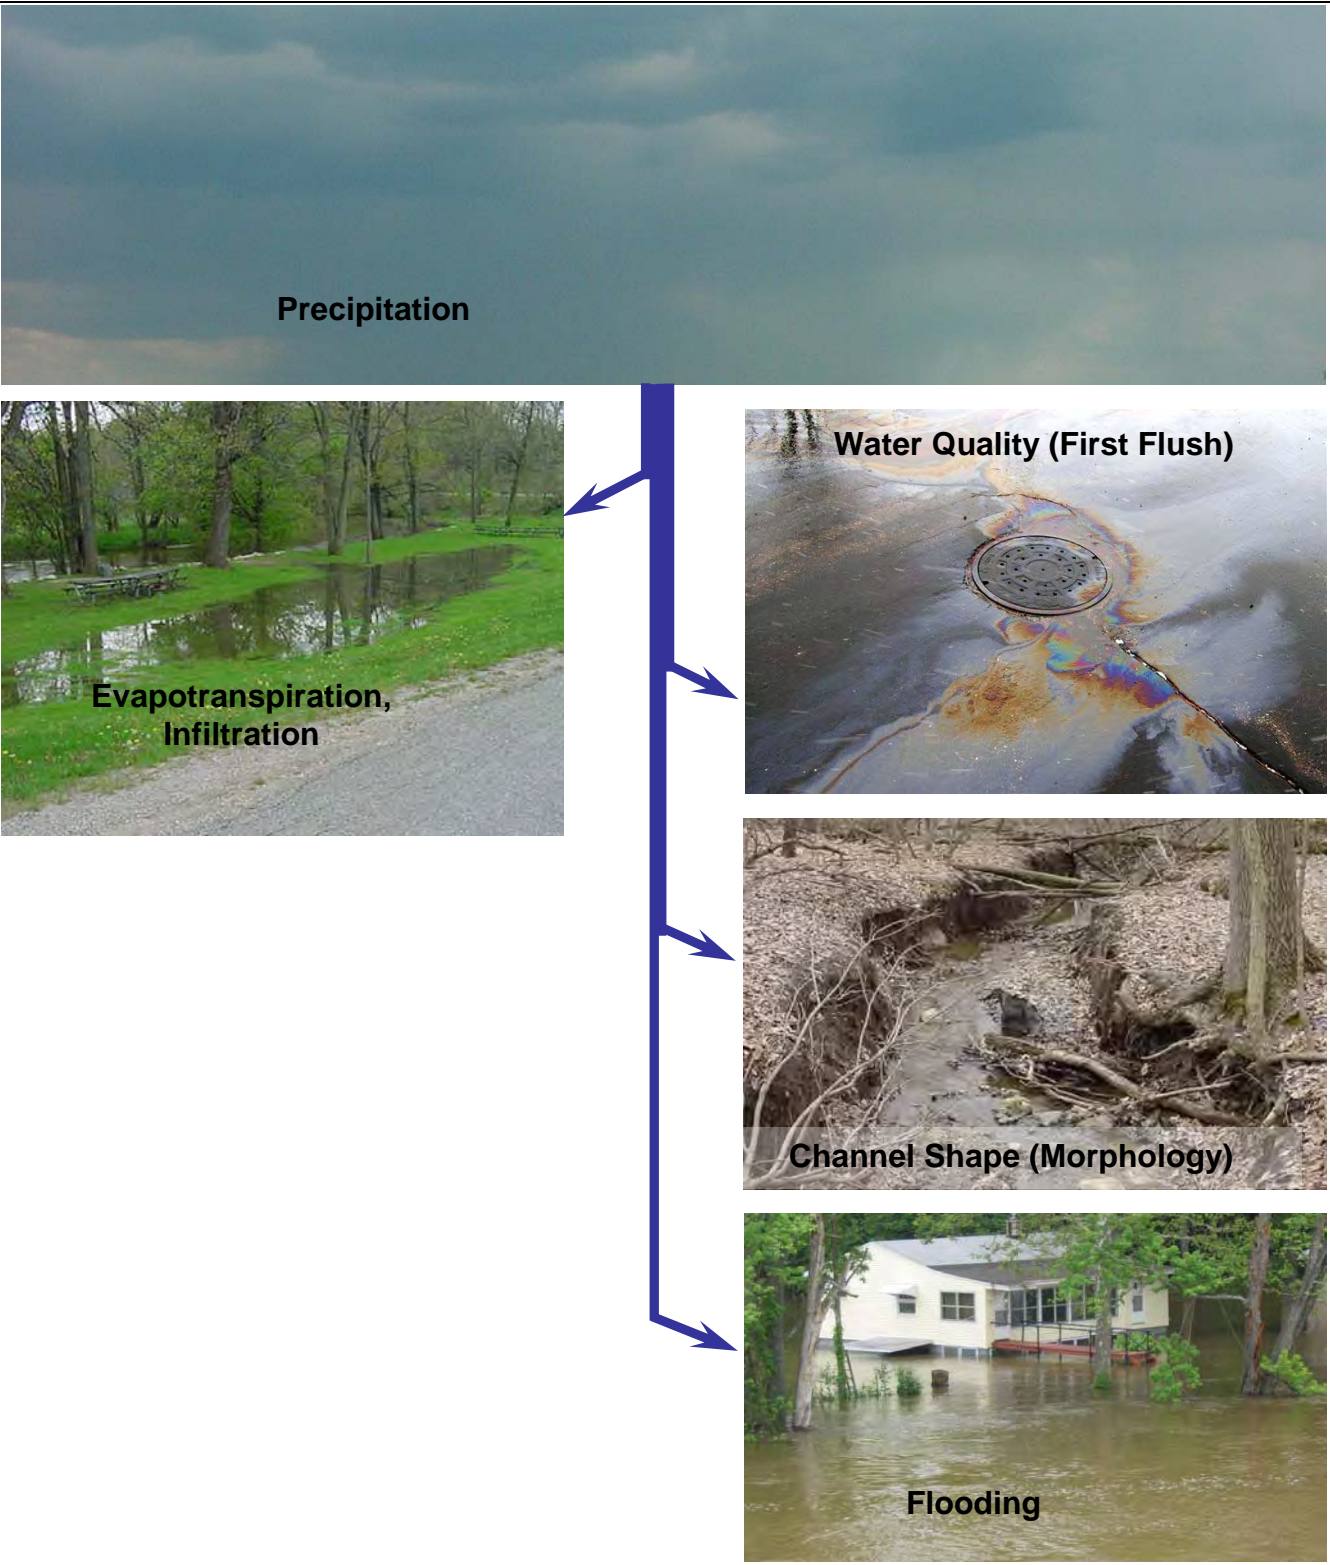 Precipitation
Water Quality (First Flush)
Evapotranspiration,
Infiltration
Channel Shape (Morphology)
Flooding